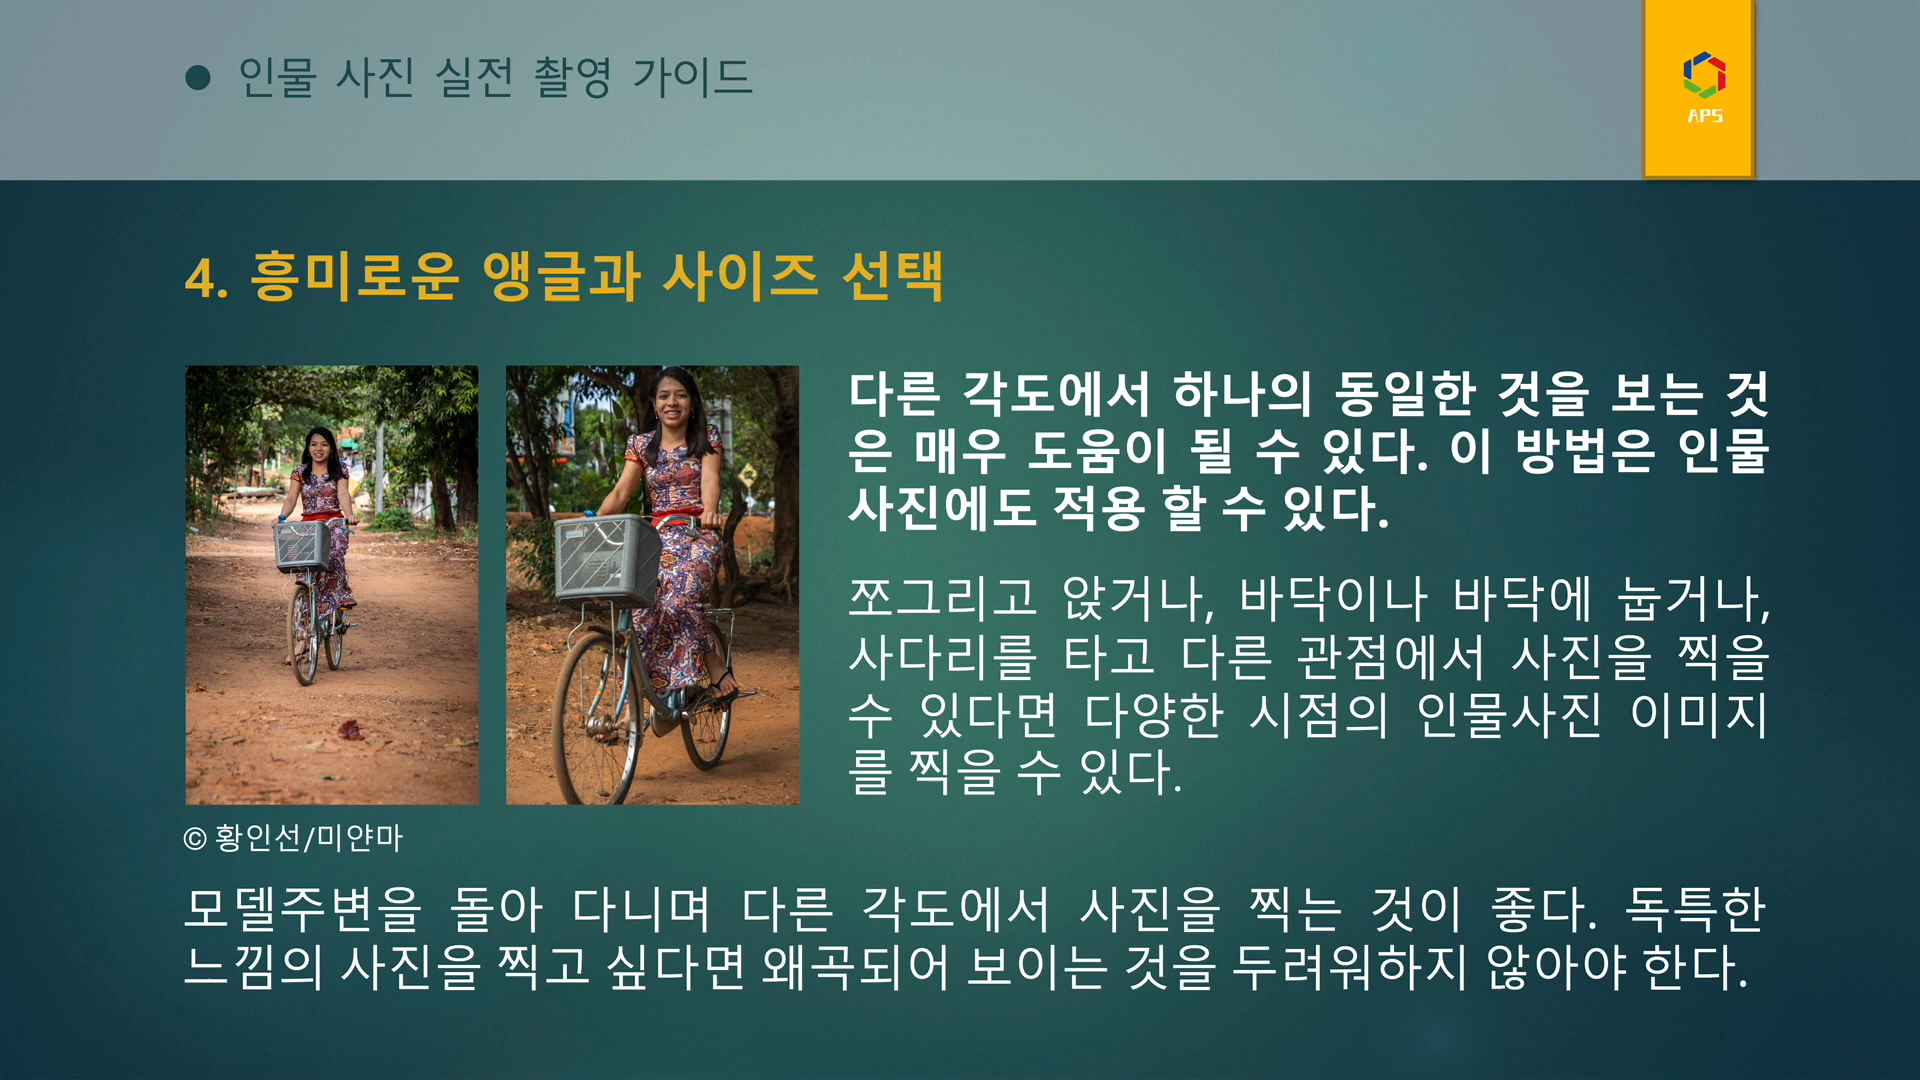 ● 인물 사진 실전 촬영 가이드
APS
4. 흥미로운 앵글과 사이즈 선택
다른 각도에서 하나의 동일한 것을 보는 것
은 매우 도움이 될 수 있다. 이 방법은 인물
사진에도 적용 할 수 있다.
쪼그리고 앉거나, 바닥이나 바닥에 눕거나,
사다리를 타고 다른 관점에서 사진을 찍을
수 있다면 다양한 시점의 인물사진 이미지
를 찍을 수 있다.
© 황인선/미얀마
모델주변을 돌아 다니며 다른 각도에서 사진을 찍는 것이 좋다. 독특한
느낌의 사진을 찍고 싶다면 왜곡되어 보이는 것을 두려워하지 않아야 한다.